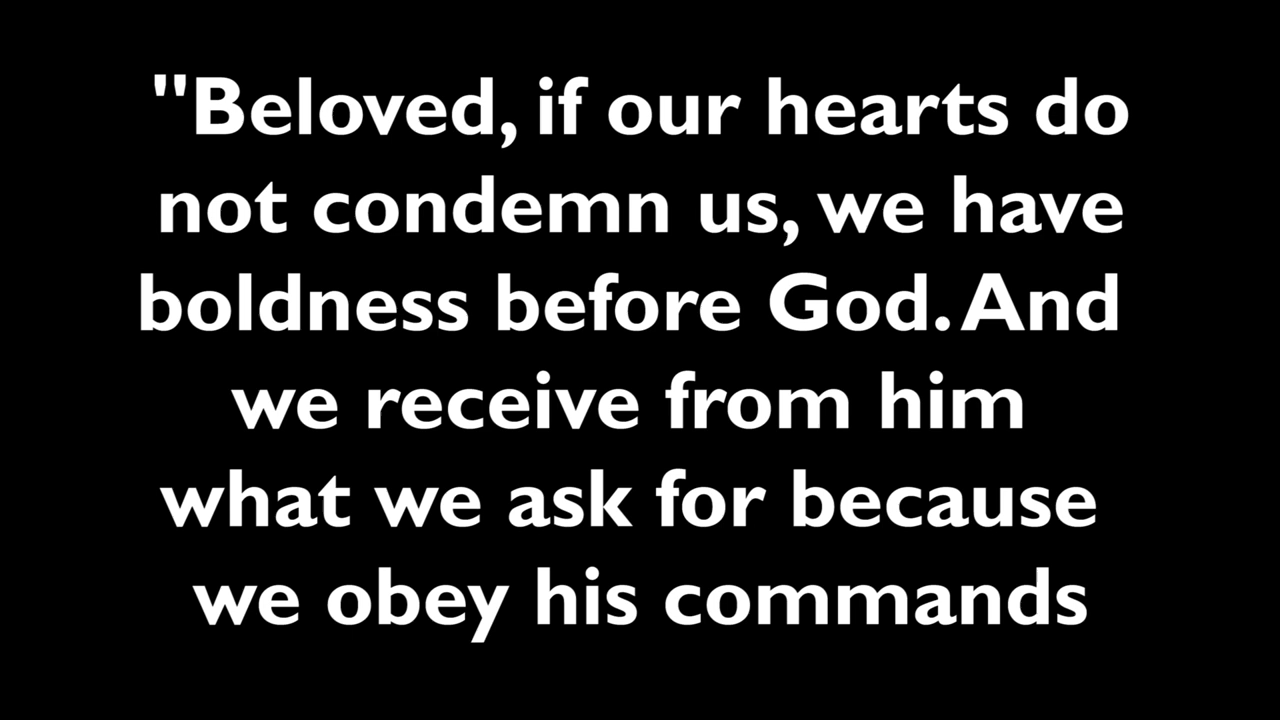 "Beloved, if our hearts do
not condemn us, we have
boldness before God. And
we receive from him
what we ask for because
we obey his commands